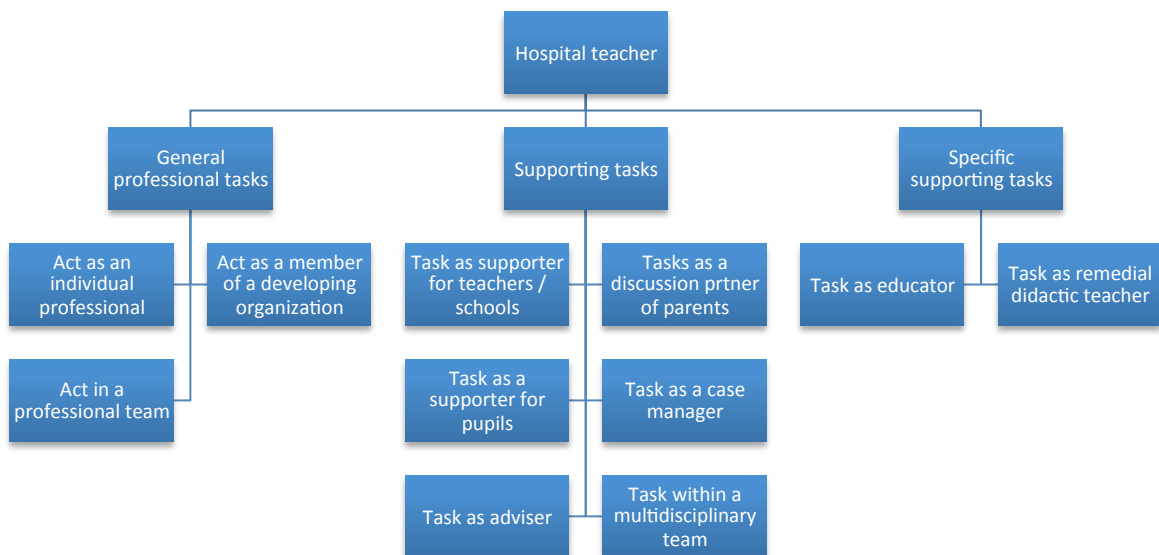 Hospital teacher
General
professional tasks
Supporting tasks
Specific
supporting tasks
Act as an
individual
professional
Act as a member
of a developing
organization
Task as supporter
for teachers /
schools
Tasks as a
discussion prtner
of parents
Task as educator
Task as remedial
didactic teacher
Act in a
professional team
Task as a
supporter for
pupils
Task as a case
manager
Task as adviser
Task within a
multidisciplinary
team